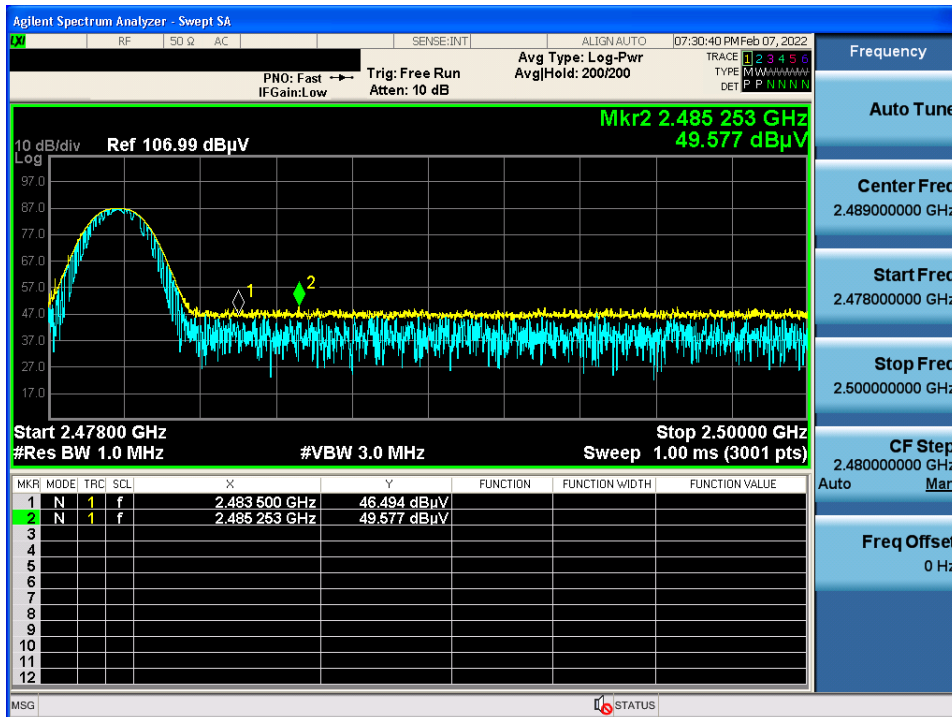 Agilent Spectrum Analyzer - Swept SA
LXI RF 50 Ω AC SENSE:INT ALIGN AUTO 07:30:40 PM Feb 07, 2022
Frequency
Avg Type: Log-Pwr TRACE 1 2 3 4 5 6
PNO: Fast Trig: Free Run Avg|Hold: 200/200 TYPE MWWWWW
IFGain:Low Atten: 10 dB DET P P N N N N
Auto Tune
Mkr2 2.485 253 GHz
49.577 dBµV
10 dB/div Ref 106.99 dBµV
Log
97.0
87.0
77.0
67.0
57.0
47.0
37.0
27.0
17.0
1
2
Center Freq
2.489000000 GHz
Start Freq
2.478000000 GHz
Stop Freq
2.500000000 GHz
Start 2.47800 GHz Stop 2.50000 GHz
#Res BW 1.0 MHz #VBW 3.0 MHz Sweep 1.00 ms (3001 pts)
CF Step
2.480000000 GHz
Auto Man
MKR MODE TRC SCL X Y FUNCTION FUNCTION WIDTH FUNCTION VALUE
1 N 1 f 2.483 500 GHz 46.494 dBµV
2 N 1 f 2.485 253 GHz 49.577 dBµV
3
4
5
6
7
8
9
10
11
12
Freq Offset
0 Hz
MSG STATUS